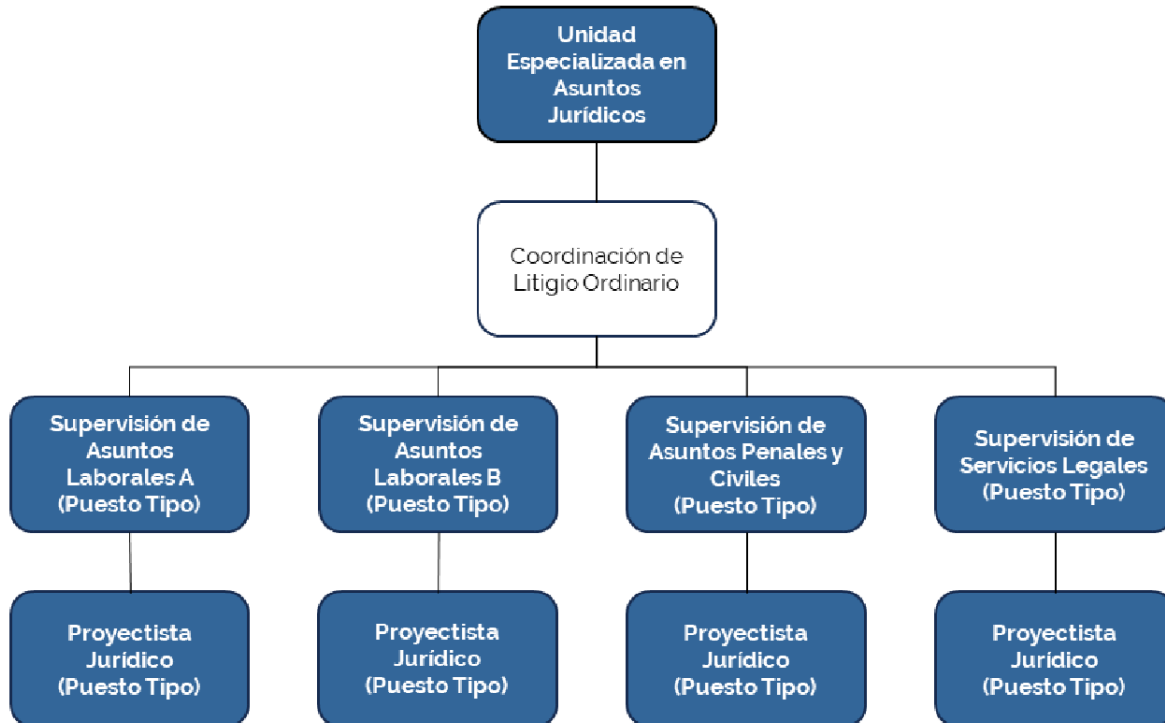 Unidad
Especializada en
Asuntos
Jurídicos
Coordinación de
Litigio Ordinario
Supervisión de
Asuntos
Laborales A
(Puesto Tipo)
Supervisión de
Asuntos
Laborales B
(Puesto Tipo)
Supervisión de
Asuntos Penales y
Civiles
(Puesto Tipo)
Supervisión de
Servicios Legales
(Puesto Tipo)
Proyectista
Jurídico
(Puesto Tipo)
Proyectista
Jurídico
(Puesto Tipo)
Proyectista
Jurídico
(Puesto Tipo)
Proyectista
Jurídico
(Puesto Tipo)